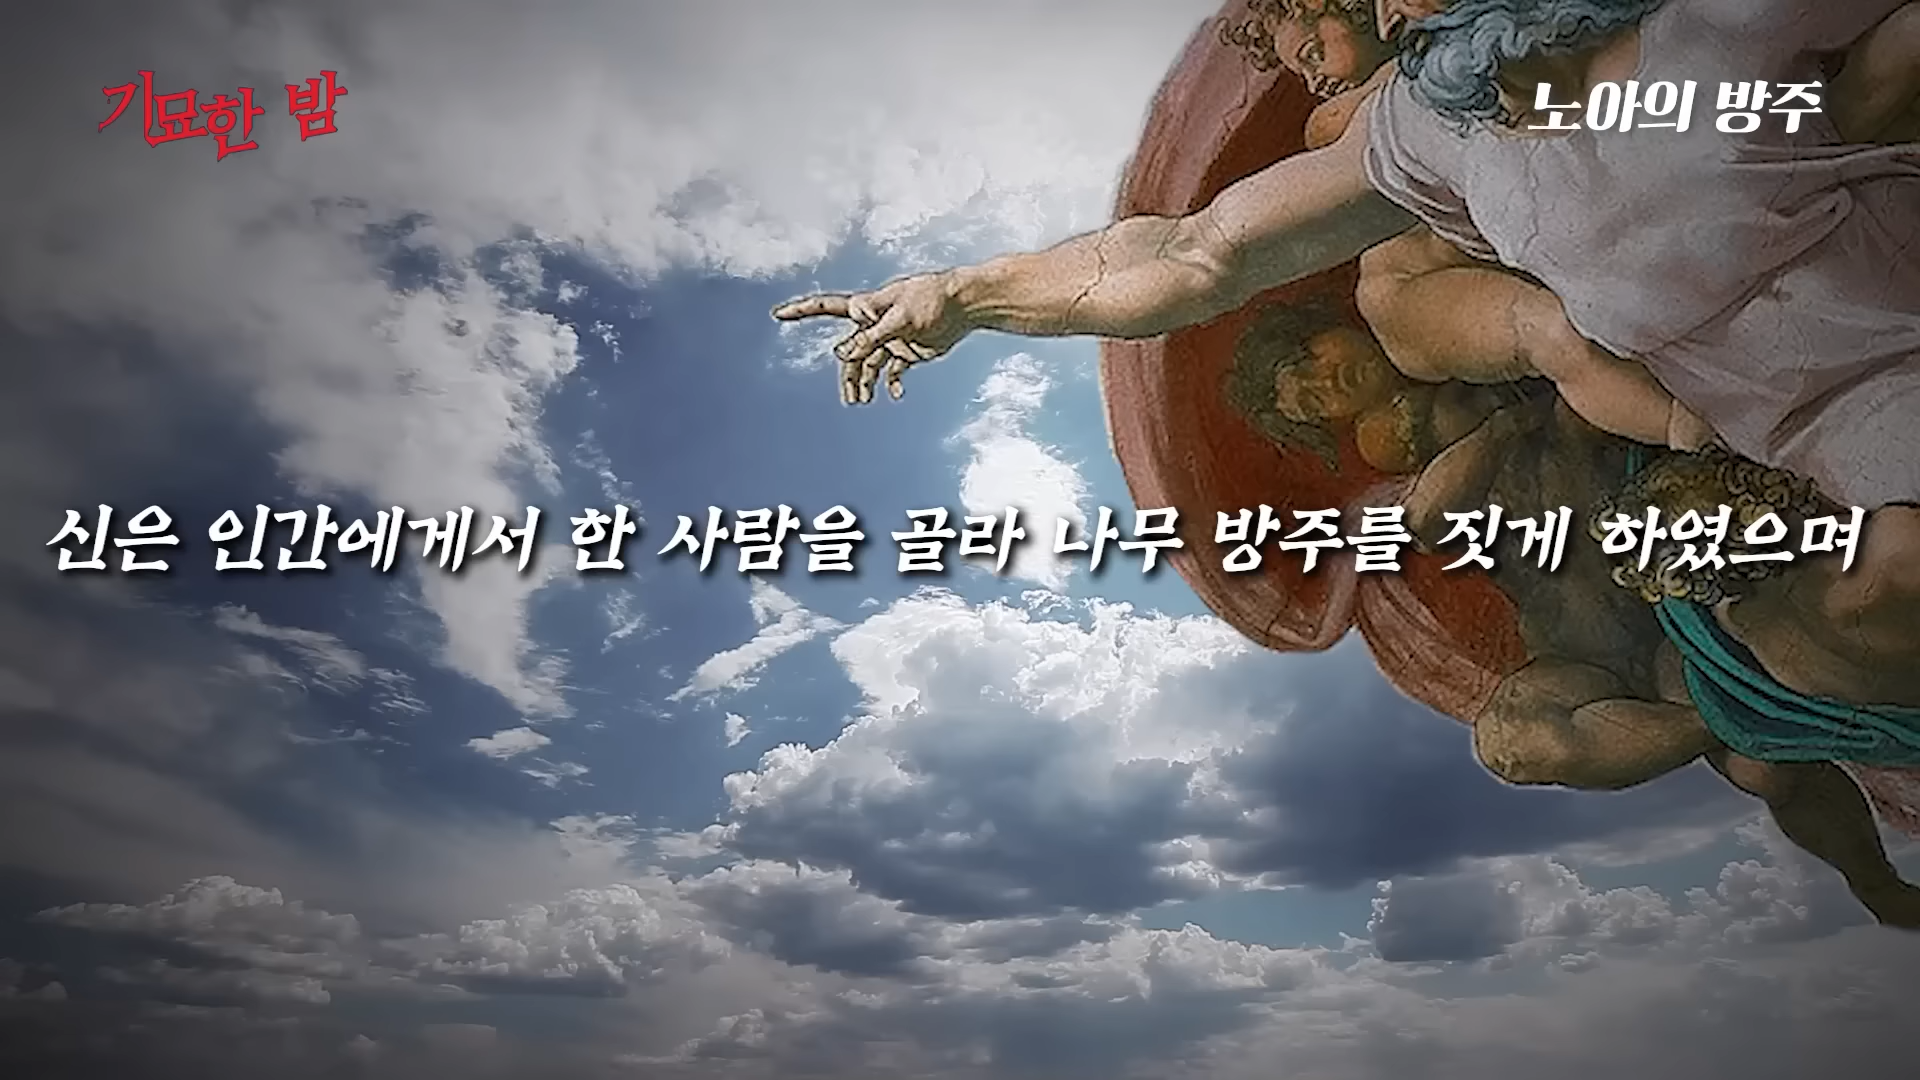 기묘한 밤
노아의 방주
신은 인간에게서 한 사람을 골라 나무 방주를 짓게 하였으며